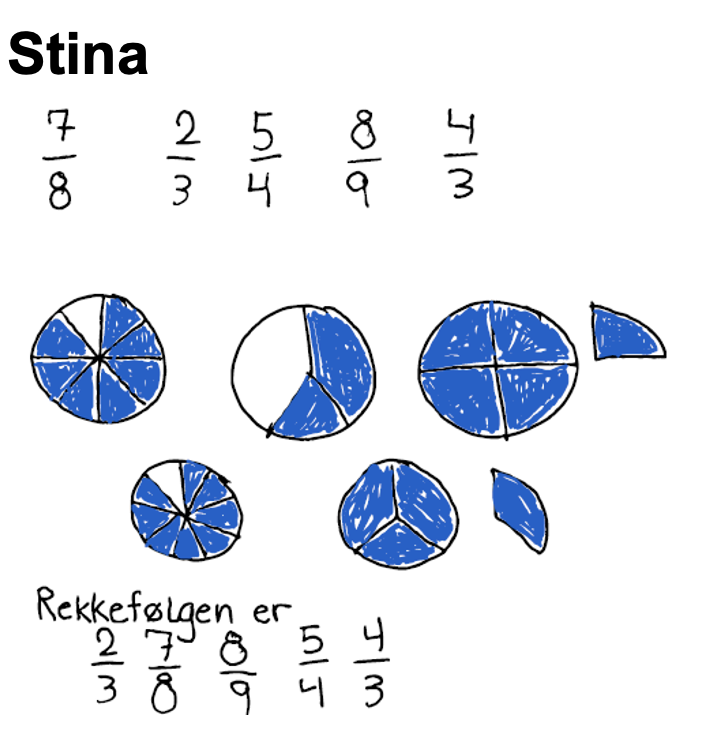 Stina
7/8 2/3 5/4 8/9 4/3
Rekkefølgen er
2/3 7/8 8/9 5/4 4/3